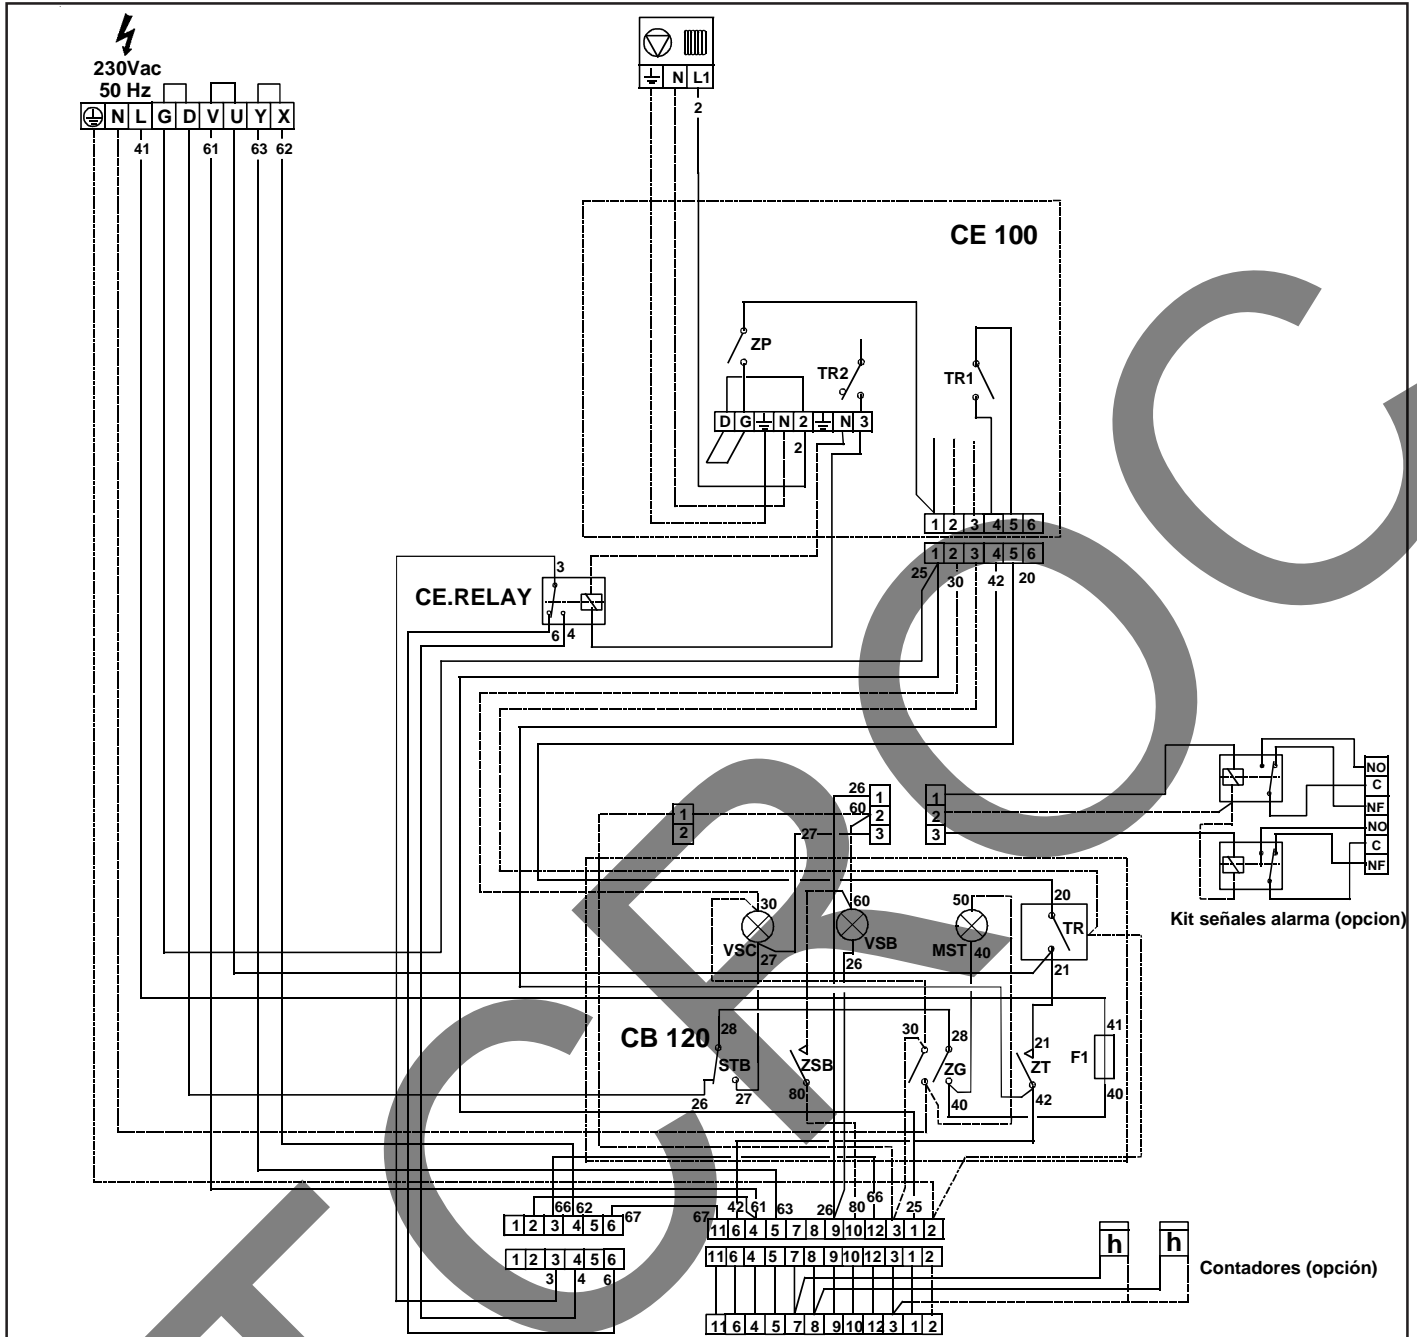 230Vac
50 Hz
N L G D V U Y X
41 61 63 62
N L1
2
CE 100
ZP
TR2
TR1
D G N 2 N 3
2
1 2 3 4 5 6
1 2 3 4 5 6
25 30 42 20
3
CE.RELAY
6 4
26
60
27
1
2
3
1
2
3
1
2
NO
C
NF
NO
C
NF
Kit señales alarma (opcion)
30
VSC
27
60
VSB
26
50
MST
40
20
TR
21
CB 120
28
STB
26
27
ZSB
80
30
28
ZG
40
21
ZT
42
41
F1
40
66 62
67
67
42 61 63 26 80 66 25
1 2 3 4 5 6
11 6 4 5 7 8 9 10 12 3 1 2
1 2 3 4 5 6
11 6 4 5 7 8 9 10 12 3 1 2
3 4 6
h h
Contadores (opción)
11 6 4 5 7 8 9 10 12 3 1 2